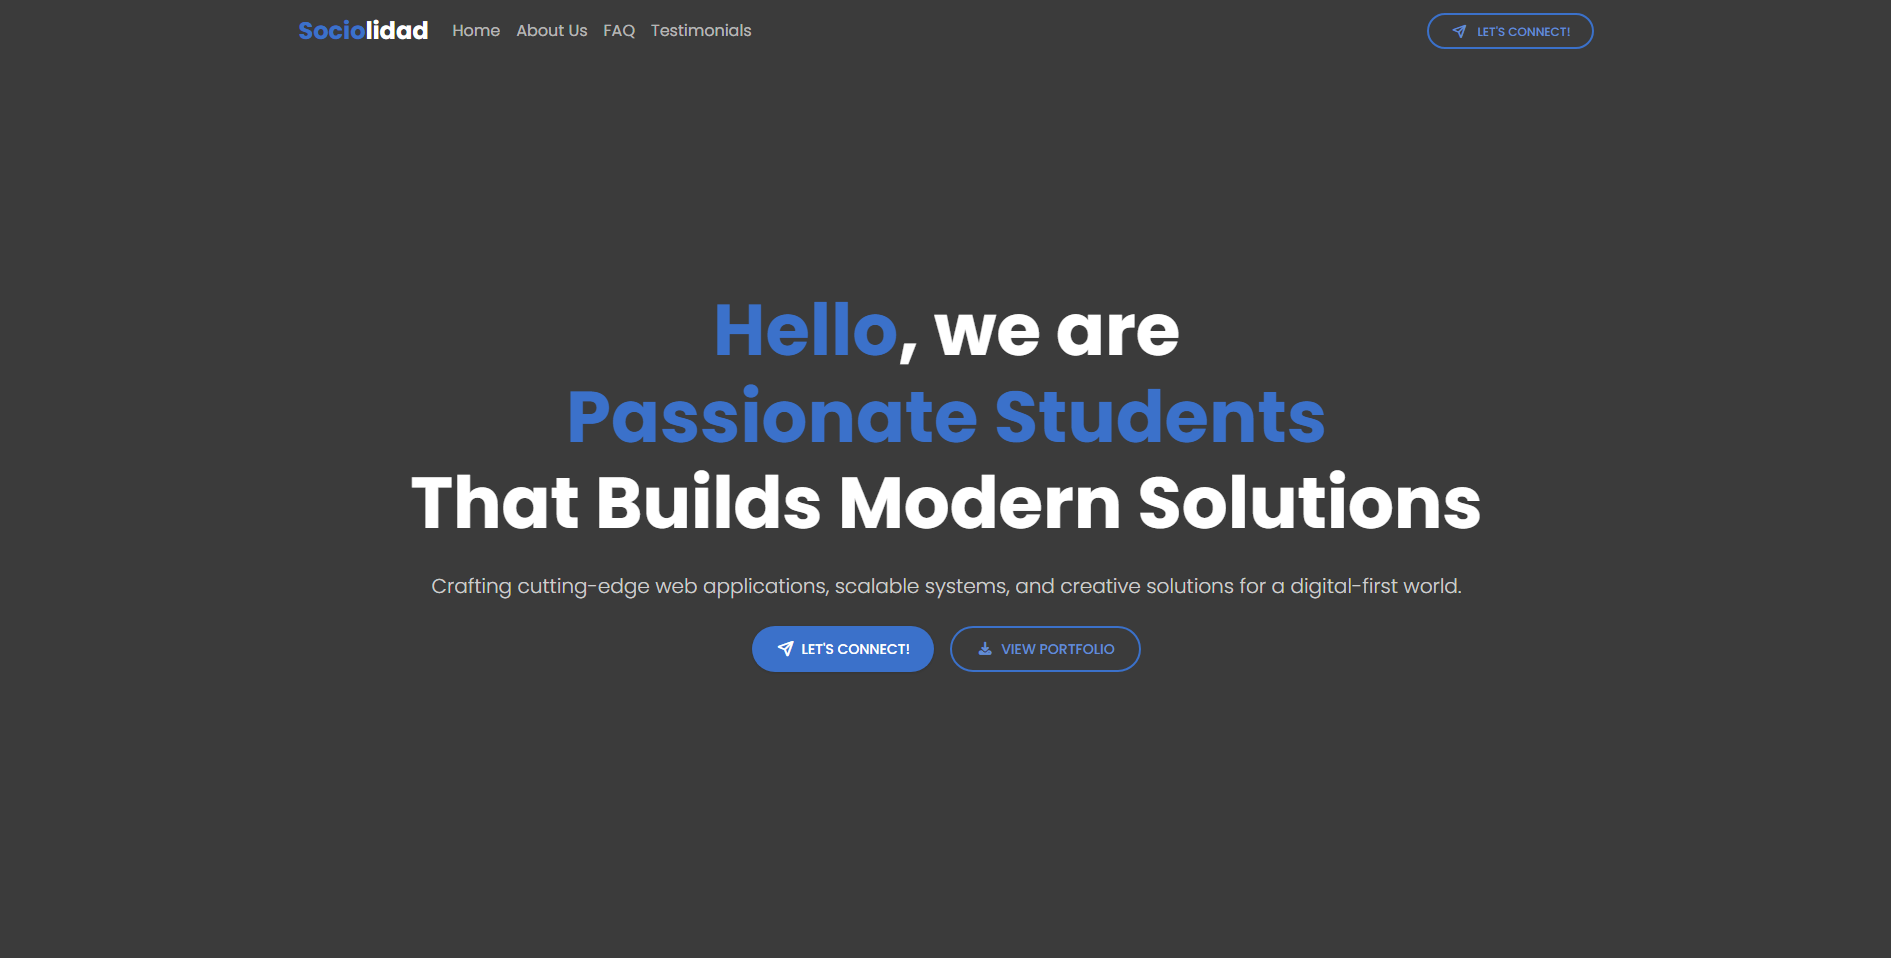 Sociolidad Home About Us FAQ Testimonials LET'S CONNECT!
Hello, we are
Passionate Students
That Builds Modern Solutions
Crafting cutting-edge web applications, scalable systems, and creative solutions for a digital-first world.
LET'S CONNECT! VIEW PORTFOLIO